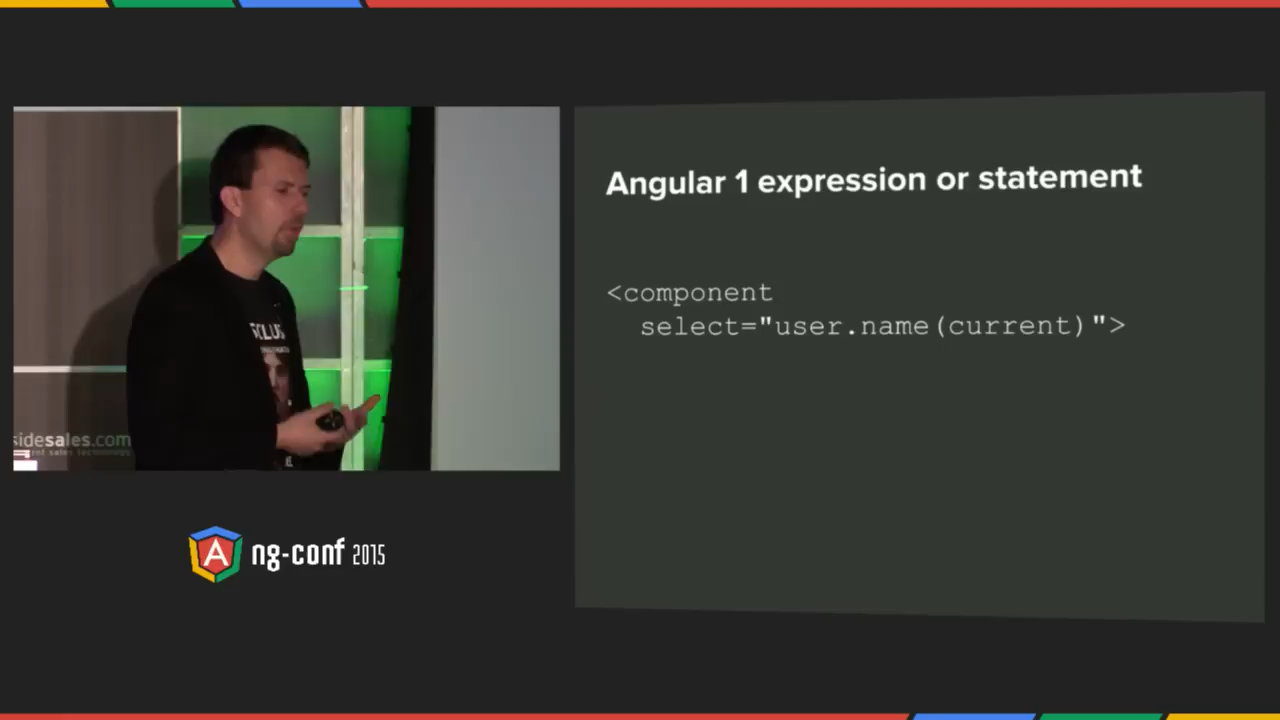 Angular 1 expression or statement
<component
select="user.name(current)">
sidesales.com
ng-conf 2015